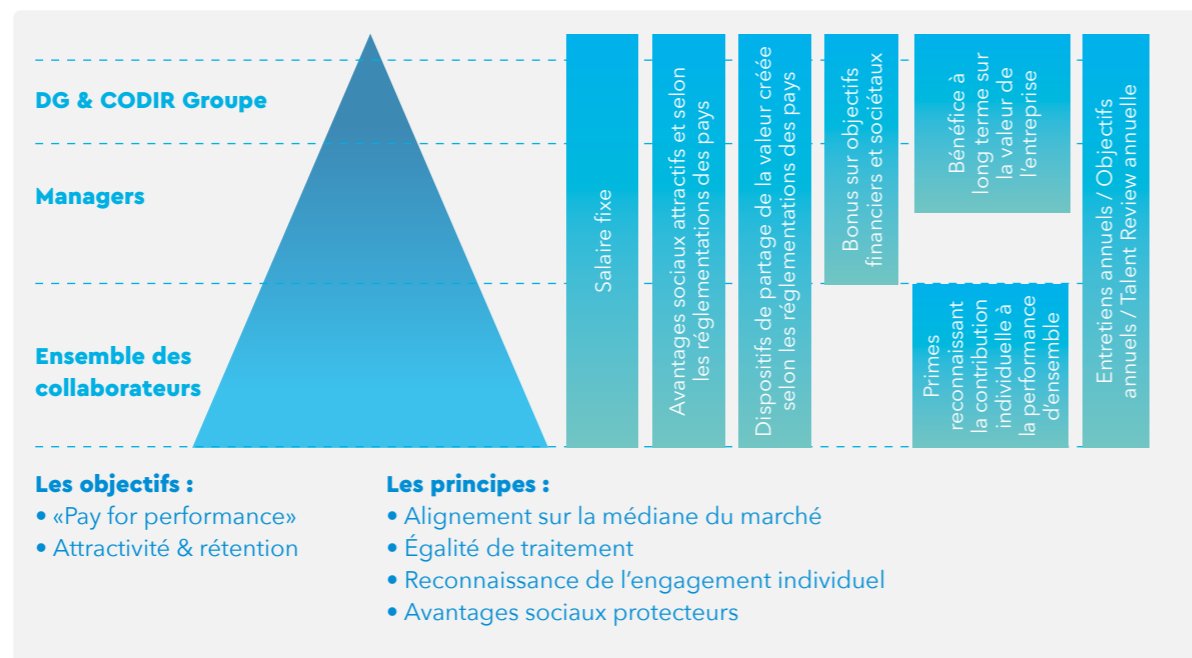 DG & CODIR Groupe
Managers
Ensemble des
collaborateurs
Salaire fixe
Avantages sociaux attractifs et selon
les réglementations des pays
Dispositifs de partage de la valeur créée
selon les réglementations des pays
Bonus sur objectifs
financiers et sociétaux
Bénéfice à
long terme sur
la valeur de
l'entreprise
Primes
reconnaissant
la contribution
individuelle à
la performance
d'ensemble
Entretiens annuels / Objectifs
annuels / Talent Review annuelle
Les objectifs :
• «Pay for performance»
• Attractivité & rétention
Les principes :
• Alignement sur la médiane du marché
• Égalité de traitement
• Reconnaissance de l'engagement individuel
• Avantages sociaux protecteurs